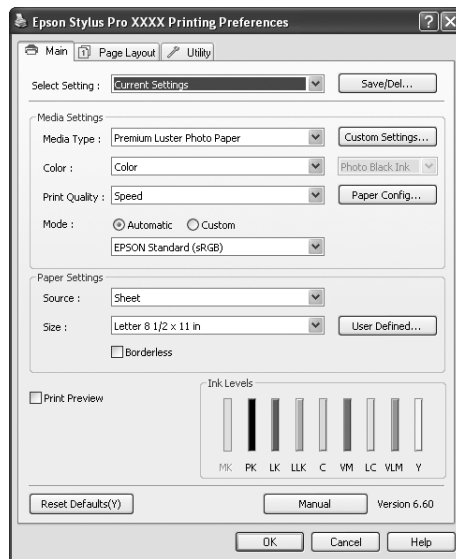 Epson Stylus Pro XXXX Printing Preferences
Main Page Layout Utility
Select Setting : Current Settings Save/Del...
Media Settings
Media Type : Premium Luster Photo Paper Custom Settings...
Color : Color Photo Black Ink
Print Quality : Speed Paper Config...
Mode : Automatic Custom
EPSON Standard (sRGB)
Paper Settings
Source : Sheet
Size : Letter 8 1/2 x 11 in User Defined...
Borderless
Print Preview
Ink Levels
MK PK LK LLK C VM LC VLM Y
Reset Defaults(Y) Manual Version 6.60
OK Cancel Help